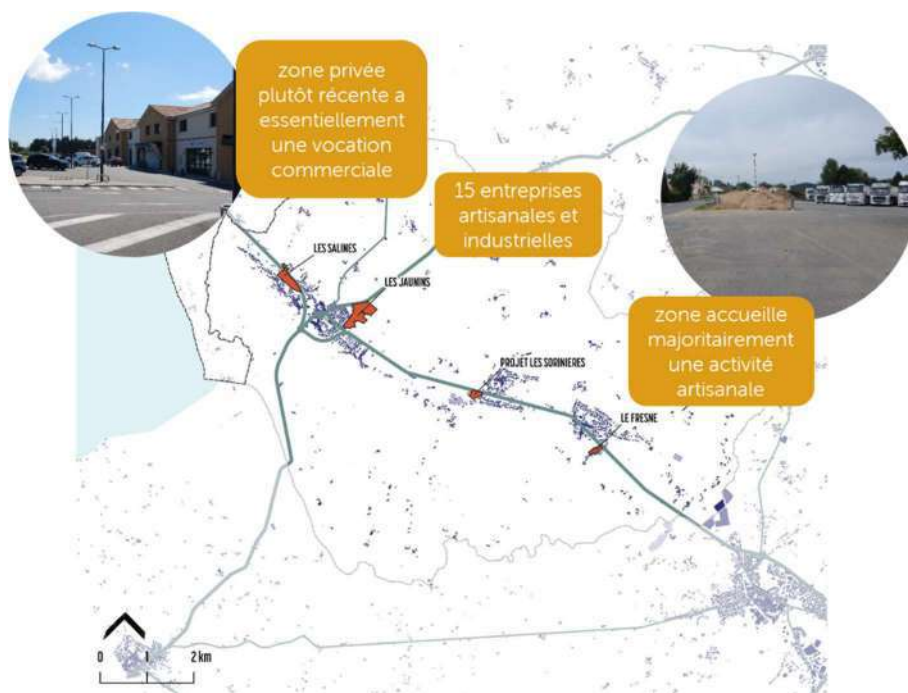 zone privée
plutôt récente a
essentiellement
une vocation
commerciale
15 entreprises
artisanales et
industrielles
LES SALINES
LES JAUNINS
zone accueille
majoritairement
une activité
artisanale
PROJET LES SORINIERES
LE FRESNE
0 1 2 km